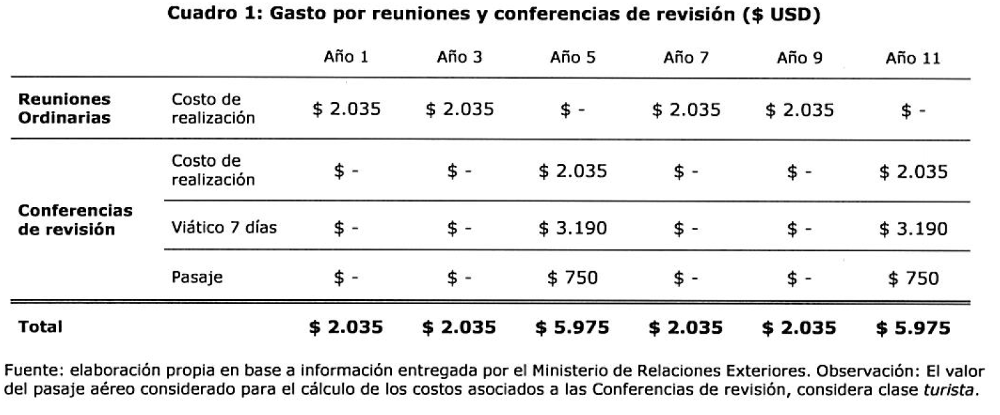 Cuadro 1: Gasto por reuniones y conferencias de revisión ($ USD)
Año 1 Año 3 Año 5 Año 7 Año 9 Año 11
Reuniones Ordinarias Costo de realización $ 2.035 $ 2.035 $ - $ 2.035 $ 2.035 $ -
Conferencias de revisión
Costo de realización $ - $ - $ 2.035 $ - $ - $ 2.035
Viático 7 días $ - $ - $ 3.190 $ - $ - $ 3.190
Pasaje $ - $ - $ 750 $ - $ - $ 750
Total $ 2.035 $ 2.035 $ 5.975 $ 2.035 $ 2.035 $ 5.975
Fuente: elaboración propia en base a información entregada por el Ministerio de Relaciones Exteriores. Observación: El valor
del pasaje aéreo considerado para el cálculo de los costos asociados a las Conferencias de revisión, considera clase turista.